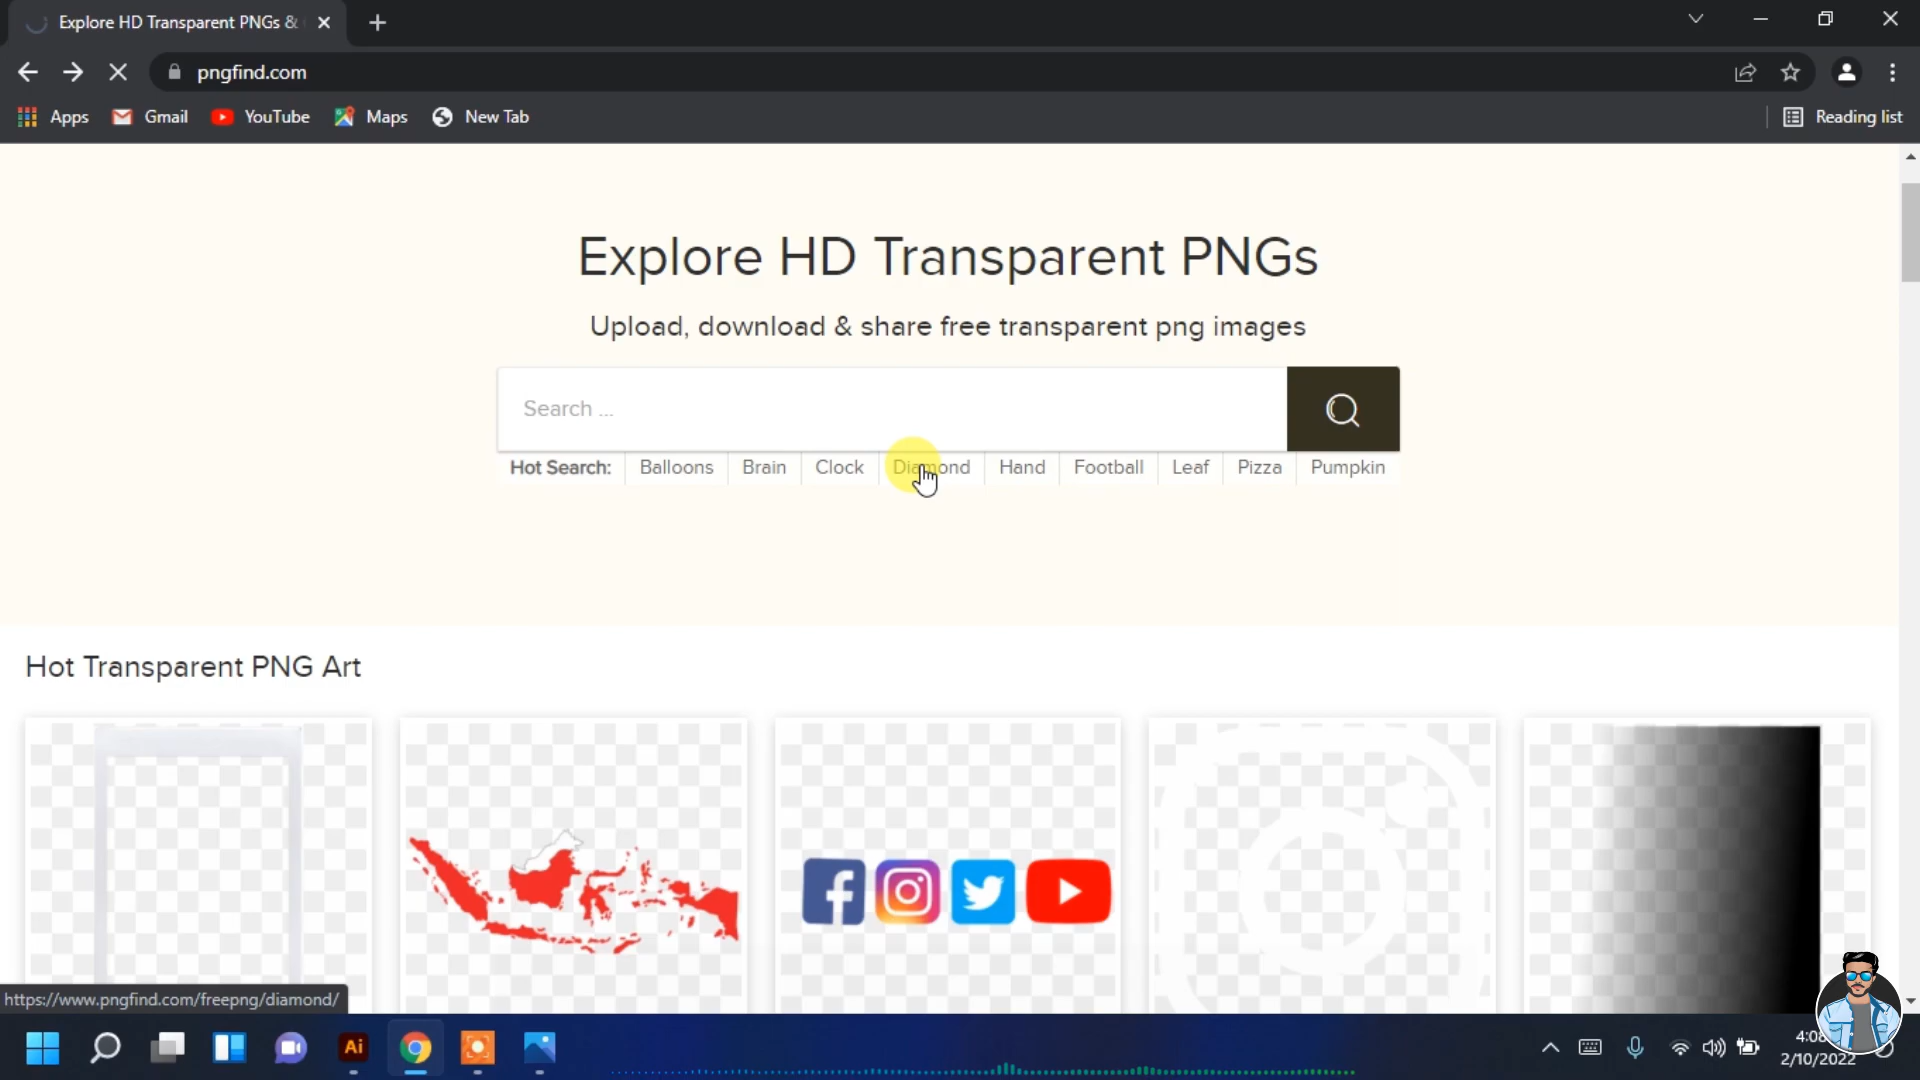 Explore HD Transparent PNGs &
pngfind.com
Apps
Gmail
YouTube
Maps
New Tab
Reading list
Explore HD Transparent PNGs
Upload, download & share free transparent png images
Search ...
Hot Search:
Balloons
Brain
Clock
Diamond
Hand
Football
Leaf
Pizza
Pumpkin
Hot Transparent PNG Art
https://www.pngfind.com/freepng/diamond/
Ai
2/10/2022